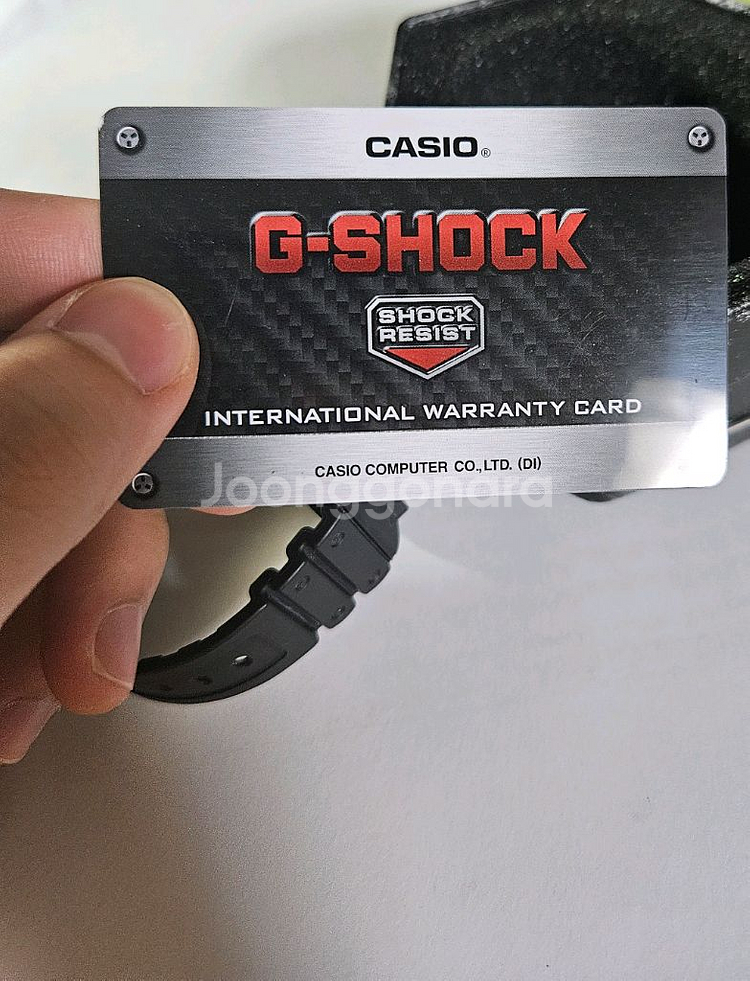 CASIO®
G-SHOCK
SHOCK
RESIST
INTERNATIONAL WARRANTY CARD
CASIO COMPUTER CO.,LTD. (DI)
Joonggonara